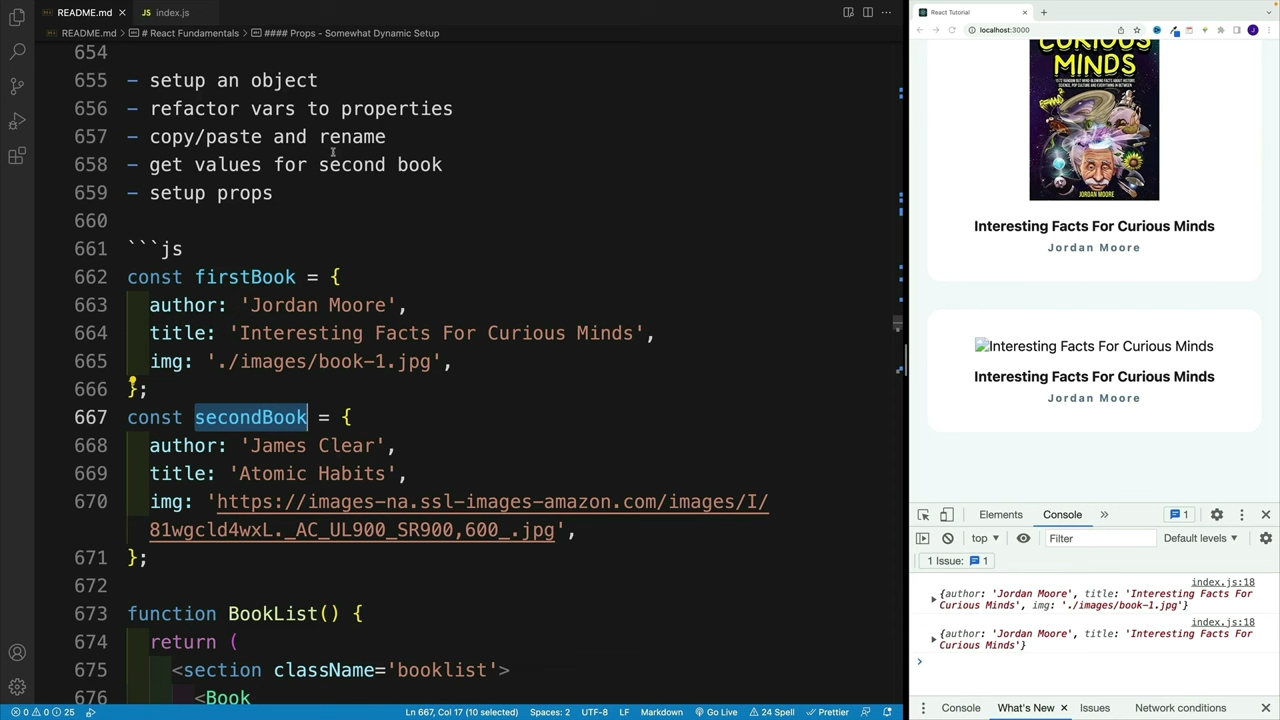 README.md
index.js
README.md > # React Fundamentals > #### Props - Somewhat Dynamic Setup
654
655 - setup an object
656 - refactor vars to properties
657 - copy/paste and rename
658 - get values for second book
659 - setup props
660
661 ```js
662 const firstBook = {
663 author: 'Jordan Moore',
664 title: 'Interesting Facts For Curious Minds',
665 img: './images/book-1.jpg',
666 };
667 const secondBook = {
668 author: 'James Clear',
669 title: 'Atomic Habits',
670 img: 'https://images-na.ssl-images-amazon.com/images/I/
81wgclo4wxL._AC_UL900_SR900,600_.jpg',
671 };
672
673 function BookList() {
674 return (
675 <section className='booklist'>
676 <Book
0 0 25
Ln 667, Col 17 (10 selected)
Spaces: 2
UTF-8
LF
Markdown
Go Live
24 Spell
Prettier
React Tutorial
localhost:3000
CURIOUS
MINDS
JORDAN MOORE
Interesting Facts For Curious Minds
Jordan Moore
Interesting Facts For Curious Minds
Interesting Facts For Curious Minds
Jordan Moore
Elements
Console
1
top
Filter
Default levels
1 Issue: 1
index.js:18
{author: 'Jordan Moore', title: 'Interesting Facts For
Curious Minds', img: './images/book-1.jpg'}
index.js:18
{author: 'Jordan Moore', title: 'Interesting Facts For
Curious Minds'}
Console
What's New
Issues
Network conditions